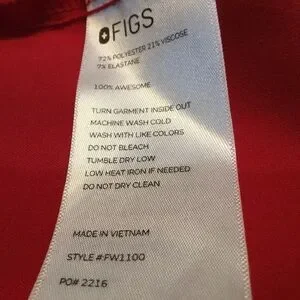 FIGS
72% POLYESTER 21% VISCOSE
7% ELASTANE
100% AWESOME
TURN GARMENT INSIDE OUT
MACHINE WASH COLD
WASH WITH LIKE COLORS
DO NOT BLEACH
TUMBLE DRY LOW
LOW HEAT IRON IF NEEDED
DO NOT DRY CLEAN
MADE IN VIETNAM
STYLE #:FW1100
PO# 2216